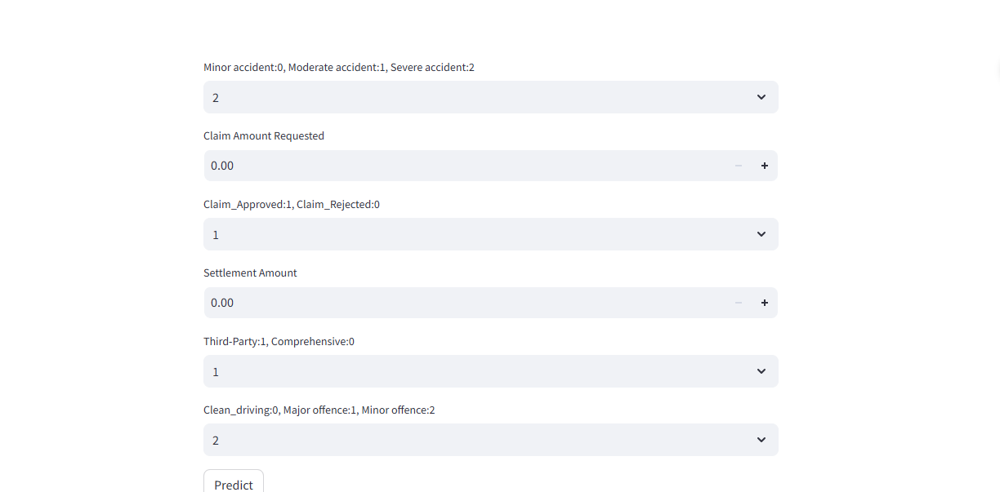 Minor accident:0, Moderate accident:1, Severe accident:2
2
Claim Amount Requested
0.00
Claim_Approved:1, Claim_Rejected:0
1
Settlement Amount
0.00
Third-Party:1, Comprehensive:0
1
Clean_driving:0, Major offence:1, Minor offence:2
2
Predict